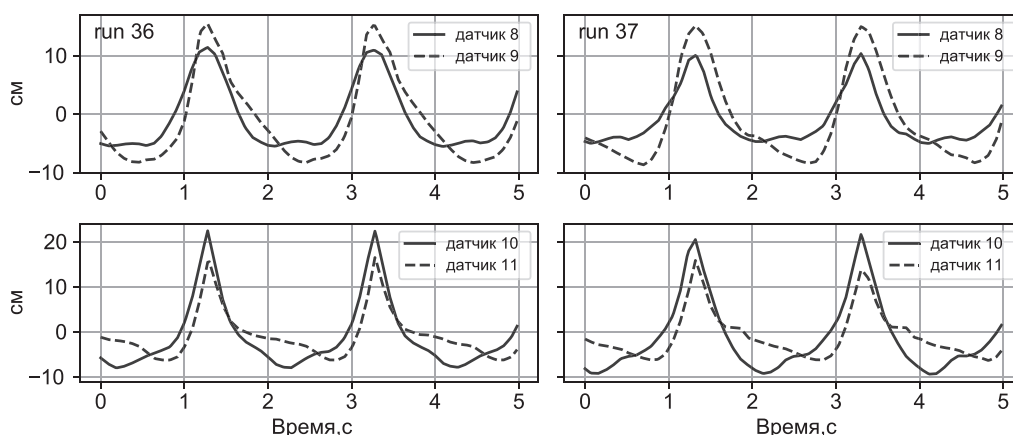 run 36
датчик 8
датчик 9
run 37
датчик 8
датчик 9
см
10
0
−10
0 1 2 3 4 5
0 1 2 3 4 5
датчик 10
датчик 11
датчик 10
датчик 11
см
20
10
0
−10
0 1 2 3 4 5
0 1 2 3 4 5
Время,с
Время,с